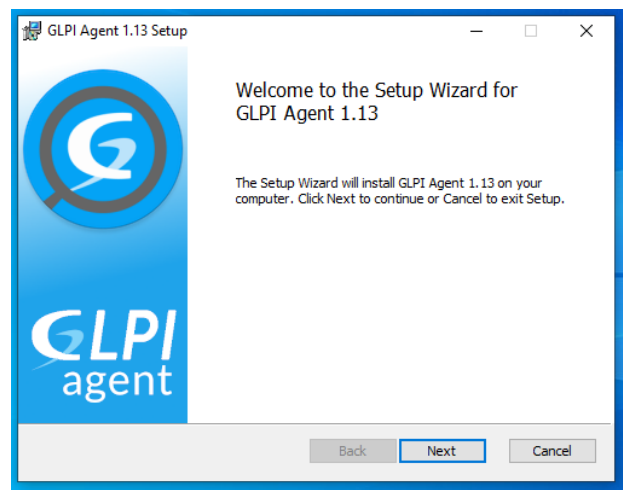 GLPI Agent 1.13 Setup
Welcome to the Setup Wizard for
GLPI Agent 1.13
The Setup Wizard will install GLPI Agent 1.13 on your
computer. Click Next to continue or Cancel to exit Setup.
GLPI
agent
Back
Next
Cancel